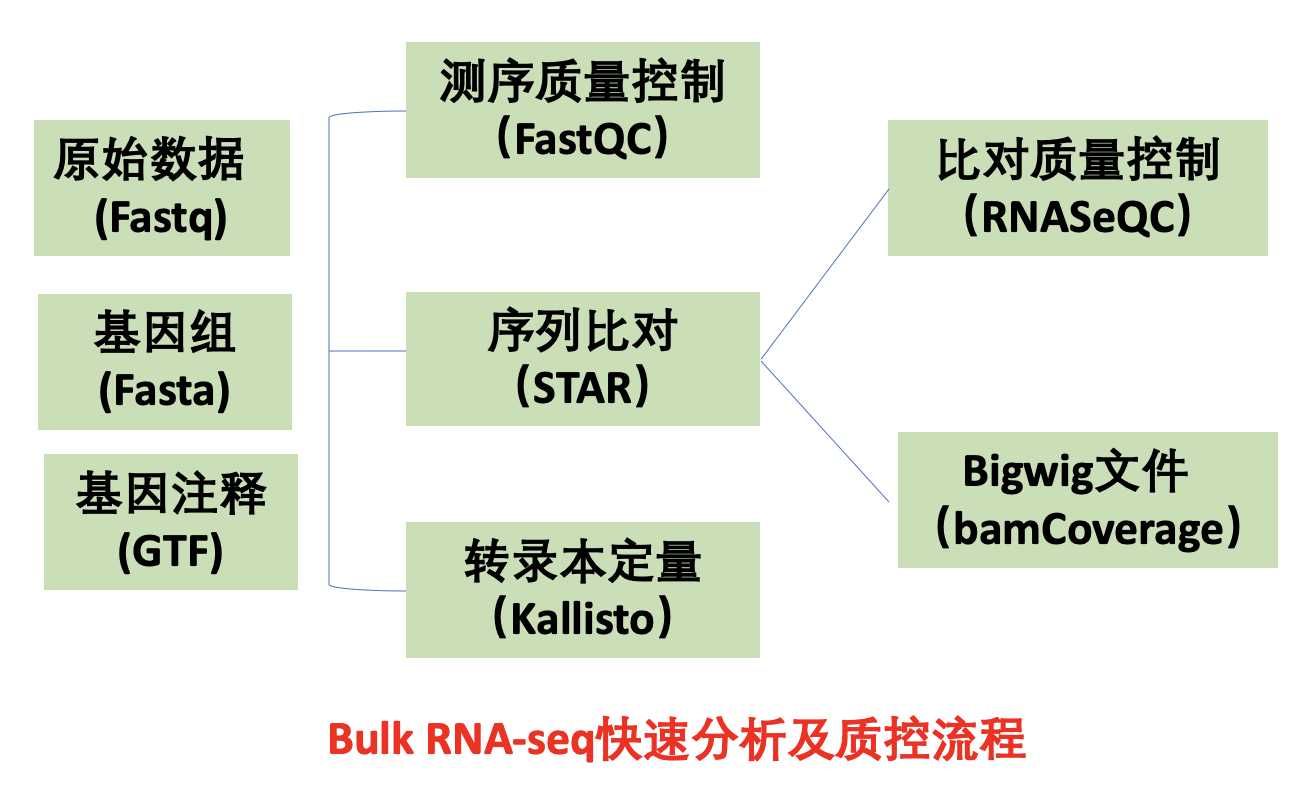 原始数据
(Fastq)
基因组
(Fasta)
基因注释
(GTF)
测序质量控制
（FastQC）
序列比对
（STAR）
转录本定量
（Kallisto）
比对质量控制
（RNASeQC）
Bigwig文件
（bamCoverage）
Bulk RNA-seq快速分析及质控流程